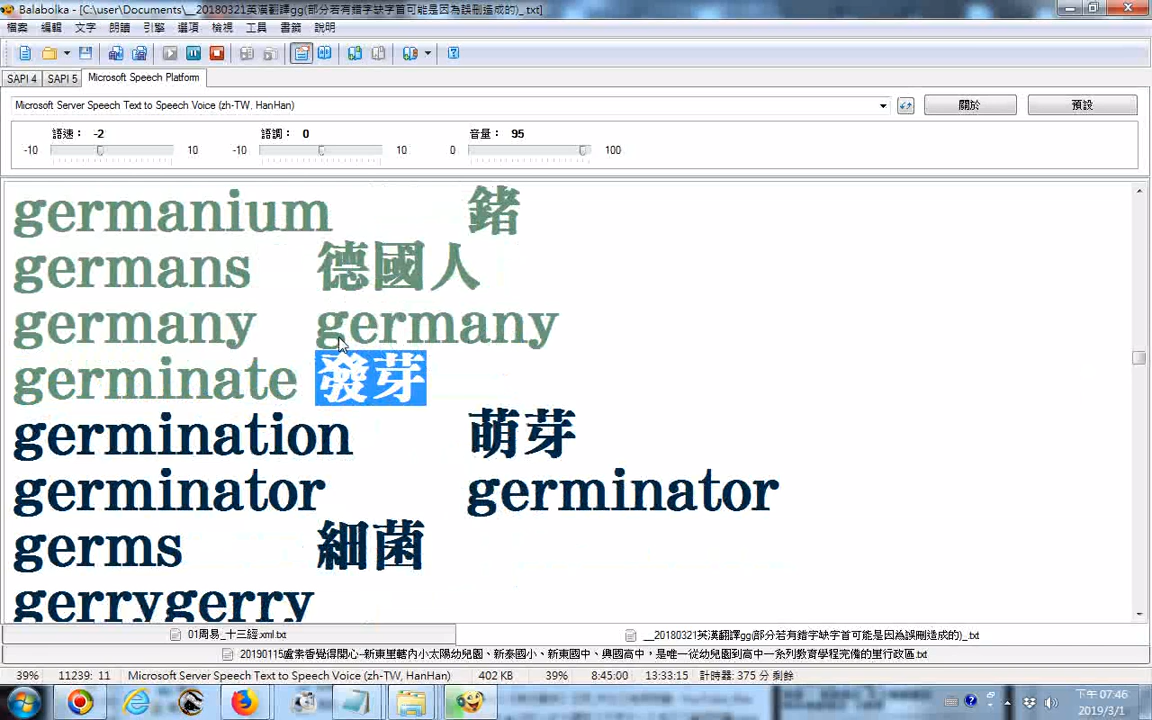 Balabolka - [C:\user\Documents\__20180321英漢翻譯gg(部分若有錯字缺字首可能是因為誤刪造成的)_.txt]
檔案 編輯 文字 朗讀 引擎 選項 檢視 工具 書籤 說明
SAPI 4 SAPI 5 Microsoft Speech Platform
Microsoft Server Speech Text to Speech Voice (zh-TW, HanHan) 關於 預設
語速： -2 語調： 0 音量： 95
-10 10 -10 10 0 100
germanium 鍺
germans 德國人
germany germany
germinate 發芽
germination 萌芽
germinator germinator
germs 細菌
gerrygerry
01周易_十三經.xml.txt __20180321英漢翻譯gg(部分若有錯字缺字首可能是因為誤刪造成的)_.txt
20190115盧素香覺得開心-新東里轄內小太陽幼兒園、新泰國小、新東國中、興國高中，是唯一從幼兒園到高中一系列教育學程完備的里行政區.txt
39% 11239: 11 Microsoft Server Speech Text to Speech Voice (zh-TW, HanHan) 402 KB 39% 8:45:00 13:33:15 計時器: 375 分 剩餘
下午 07:46
2019/3/1